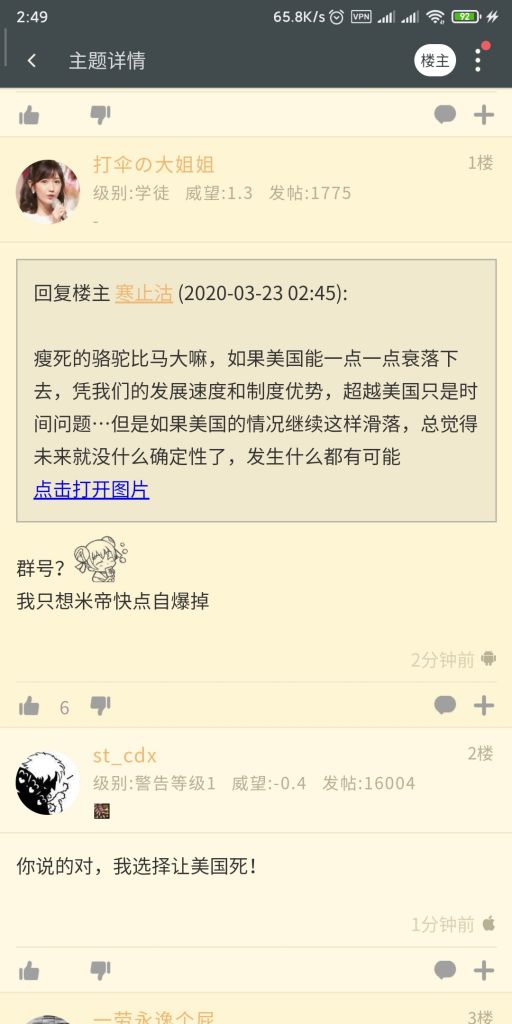 2:49
65.8K/s
VPN
92
主题详情
楼主
打伞の大姐姐
1楼
级别:学徒 威望:1.3 发帖:1775
-
回复楼主 寒止沽 (2020-03-23 02:45):
瘦死的骆驼比马大嘛，如果美国能一点一点衰落下
去，凭我们的发展速度和制度优势，超越美国只是时
间问题…但是如果美国的情况继续这样滑落，总觉得
未来就没什么确定性了，发生什么都有可能
点击打开图片
群号？
我只想米帝快点自爆掉
2分钟前
6
st_cdx
2楼
级别:警告等级1 威望:-0.4 发帖:16004
你说的对，我选择让美国死！
1分钟前
一劳永逸个屁
3楼